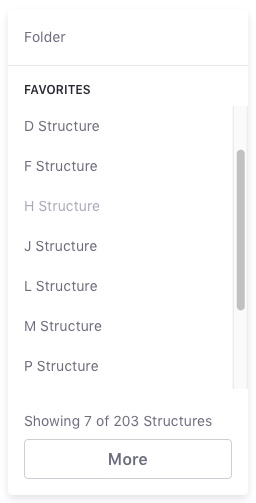 Folder
FAVORITES
D Structure
F Structure
H Structure
J Structure
L Structure
M Structure
P Structure
Showing 7 of 203 Structures
More